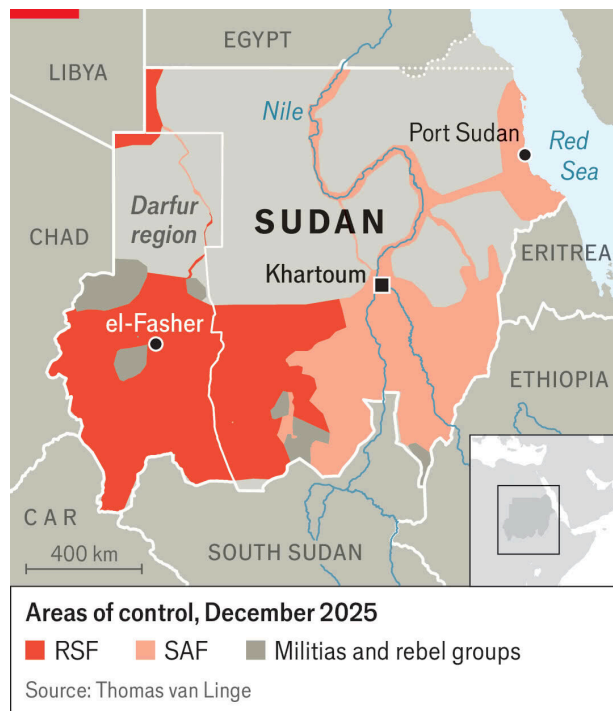 EGYPT
LIBYA
Nile
Port Sudan
Red
Sea
Darfur
region
SUDAN
CHAD
Khartoum
ERITREA
el-Fasher
ETHIOPIA
CAR
400 km
SOUTH SUDAN
Areas of control, December 2025
RSF SAF Militias and rebel groups
Source: Thomas van Linge